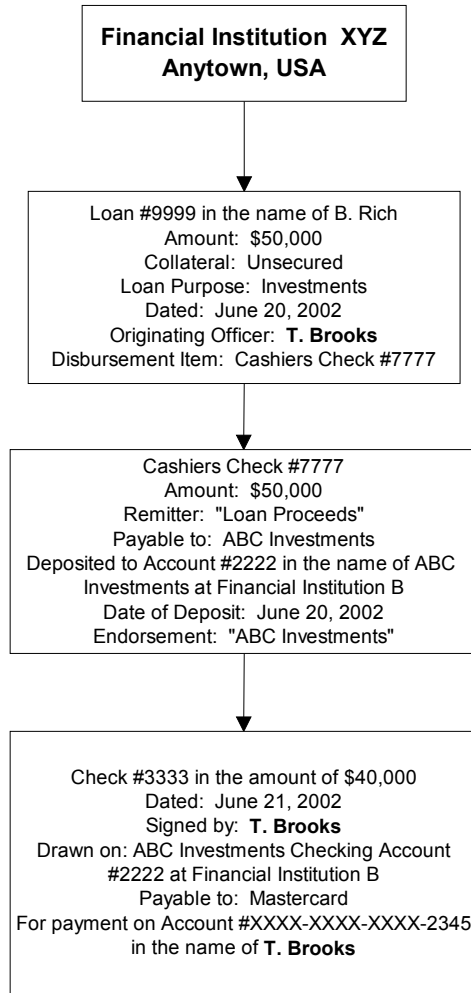 Financial Institution XYZ
Anytown, USA
Loan #9999 in the name of B. Rich
Amount: $50,000
Collateral: Unsecured
Loan Purpose: Investments
Dated: June 20, 2002
Originating Officer: T. Brooks
Disbursement Item: Cashiers Check #7777
Cashiers Check #7777
Amount: $50,000
Remitter: "Loan Proceeds"
Payable to: ABC Investments
Deposited to Account #2222 in the name of ABC
Investments at Financial Institution B
Date of Deposit: June 20, 2002
Endorsement: "ABC Investments"
Check #3333 in the amount of $40,000
Dated: June 21, 2002
Signed by: T. Brooks
Drawn on: ABC Investments Checking Account
#2222 at Financial Institution B
Payable to: Mastercard
For payment on Account #XXXX-XXXX-XXXX-2345
in the name of T. Brooks